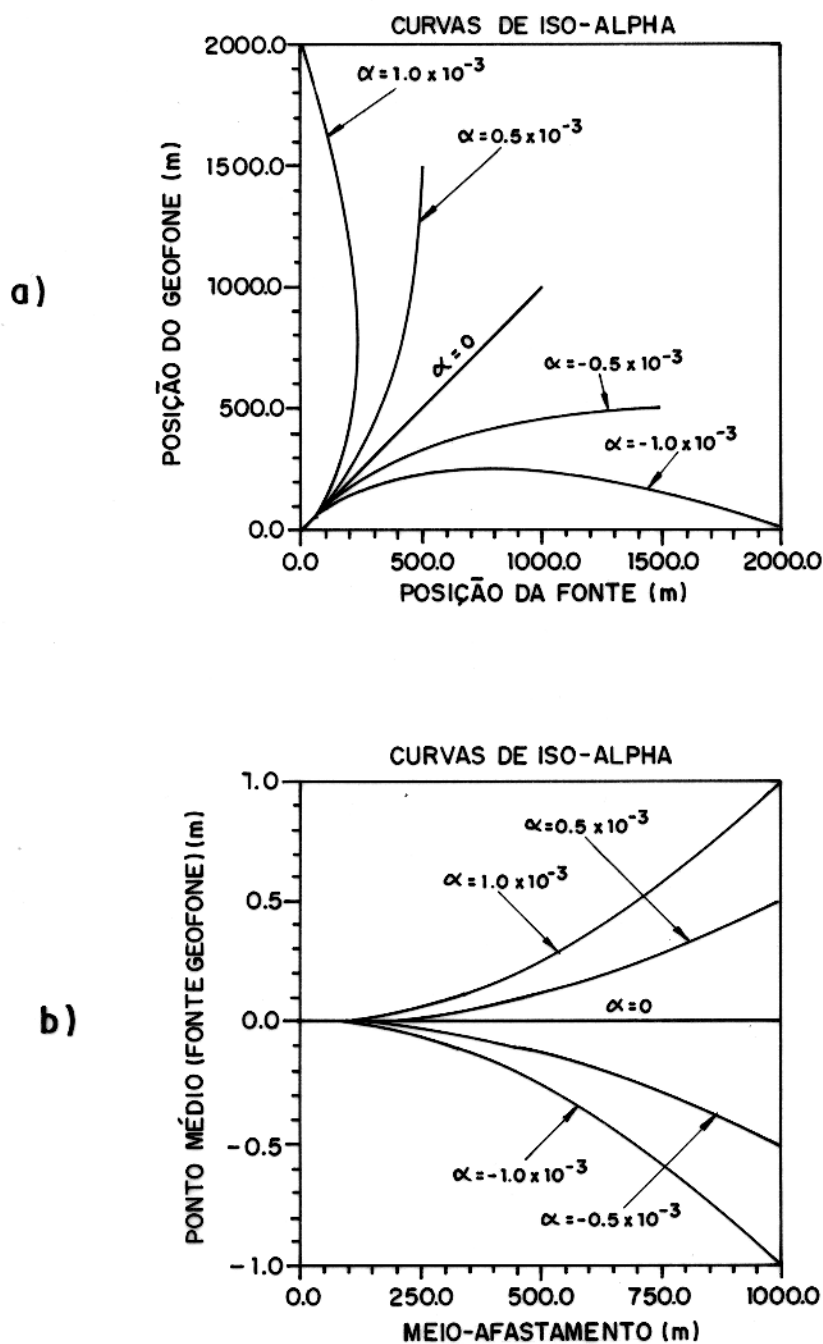 a)
CURVAS DE ISO-ALPHA
POSIÇÃO DO GEOFONE (m)
2000.0
1500.0
1000.0
500.0
0.0
α=1.0 x 10⁻³
α=0.5 x 10⁻³
α=0
α=-0.5 x 10⁻³
α=-1.0 x 10⁻³
0.0 500.0 1000.0 1500.0 2000.0
POSIÇÃO DA FONTE (m)
b)
CURVAS DE ISO-ALPHA
PONTO MÉDIO (FONTE GEOFONE) (m)
1.0
0.5
0.0
-0.5
-1.0
α=0.5 x 10⁻³
α=1.0 x 10⁻³
α=0
α=-1.0 x 10⁻³
α=-0.5 x 10⁻³
0.0 250.0 500.0 750.0 1000.0
MEIO-AFASTAMENTO (m)